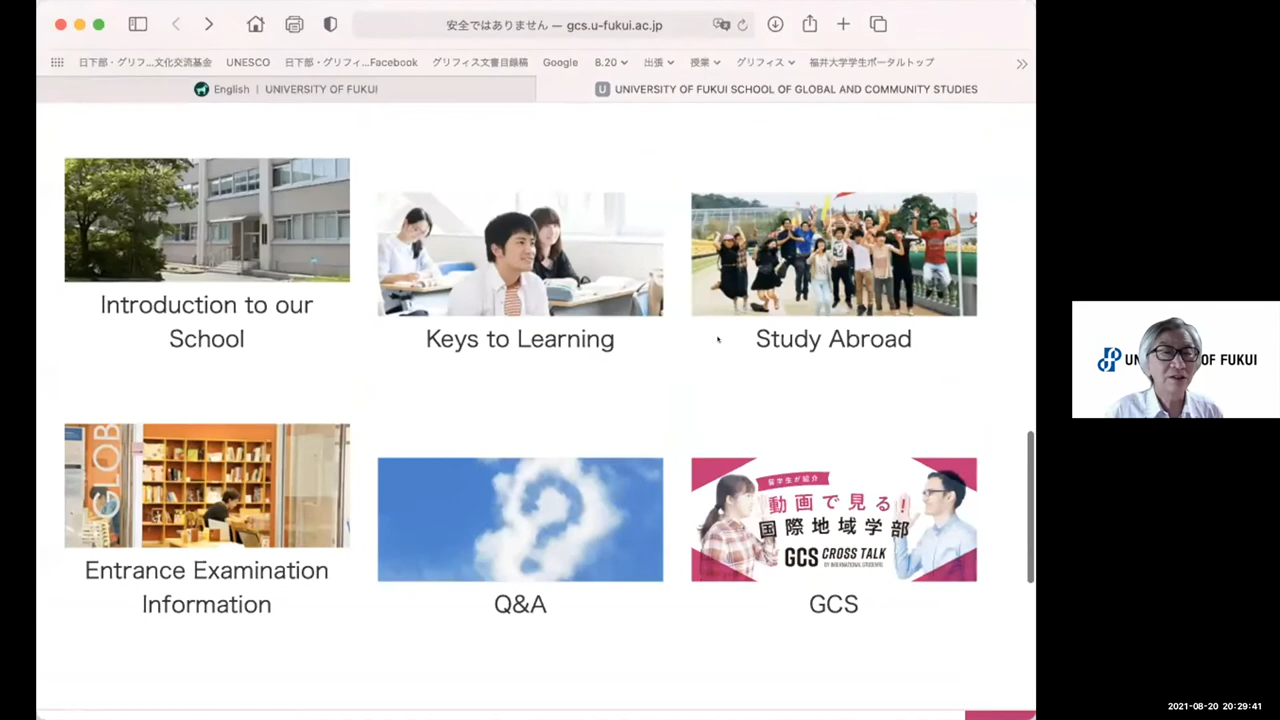 安全ではありません — gcs.u-fukui.ac.jp
日下部・グリフ...文化交流基金 UNESCO 日下部・グリフィ...Facebook グリフィス文書目録稿 Google 8.20 出張 授業 グリフィス 福井大学学生ポータルトップ
English | UNIVERSITY OF FUKUI
U UNIVERSITY OF FUKUI SCHOOL OF GLOBAL AND COMMUNITY STUDIES
Introduction to our
School
Keys to Learning
Study Abroad
UN OF FUKUI
GLOB
留学生が紹介
動画で見る!
国際地域学部
GCS CROSS TALK
BY INTERNATIONAL STUDENTS
Entrance Examination
Information
Q&A
GCS
2021-08-20 20:29:41